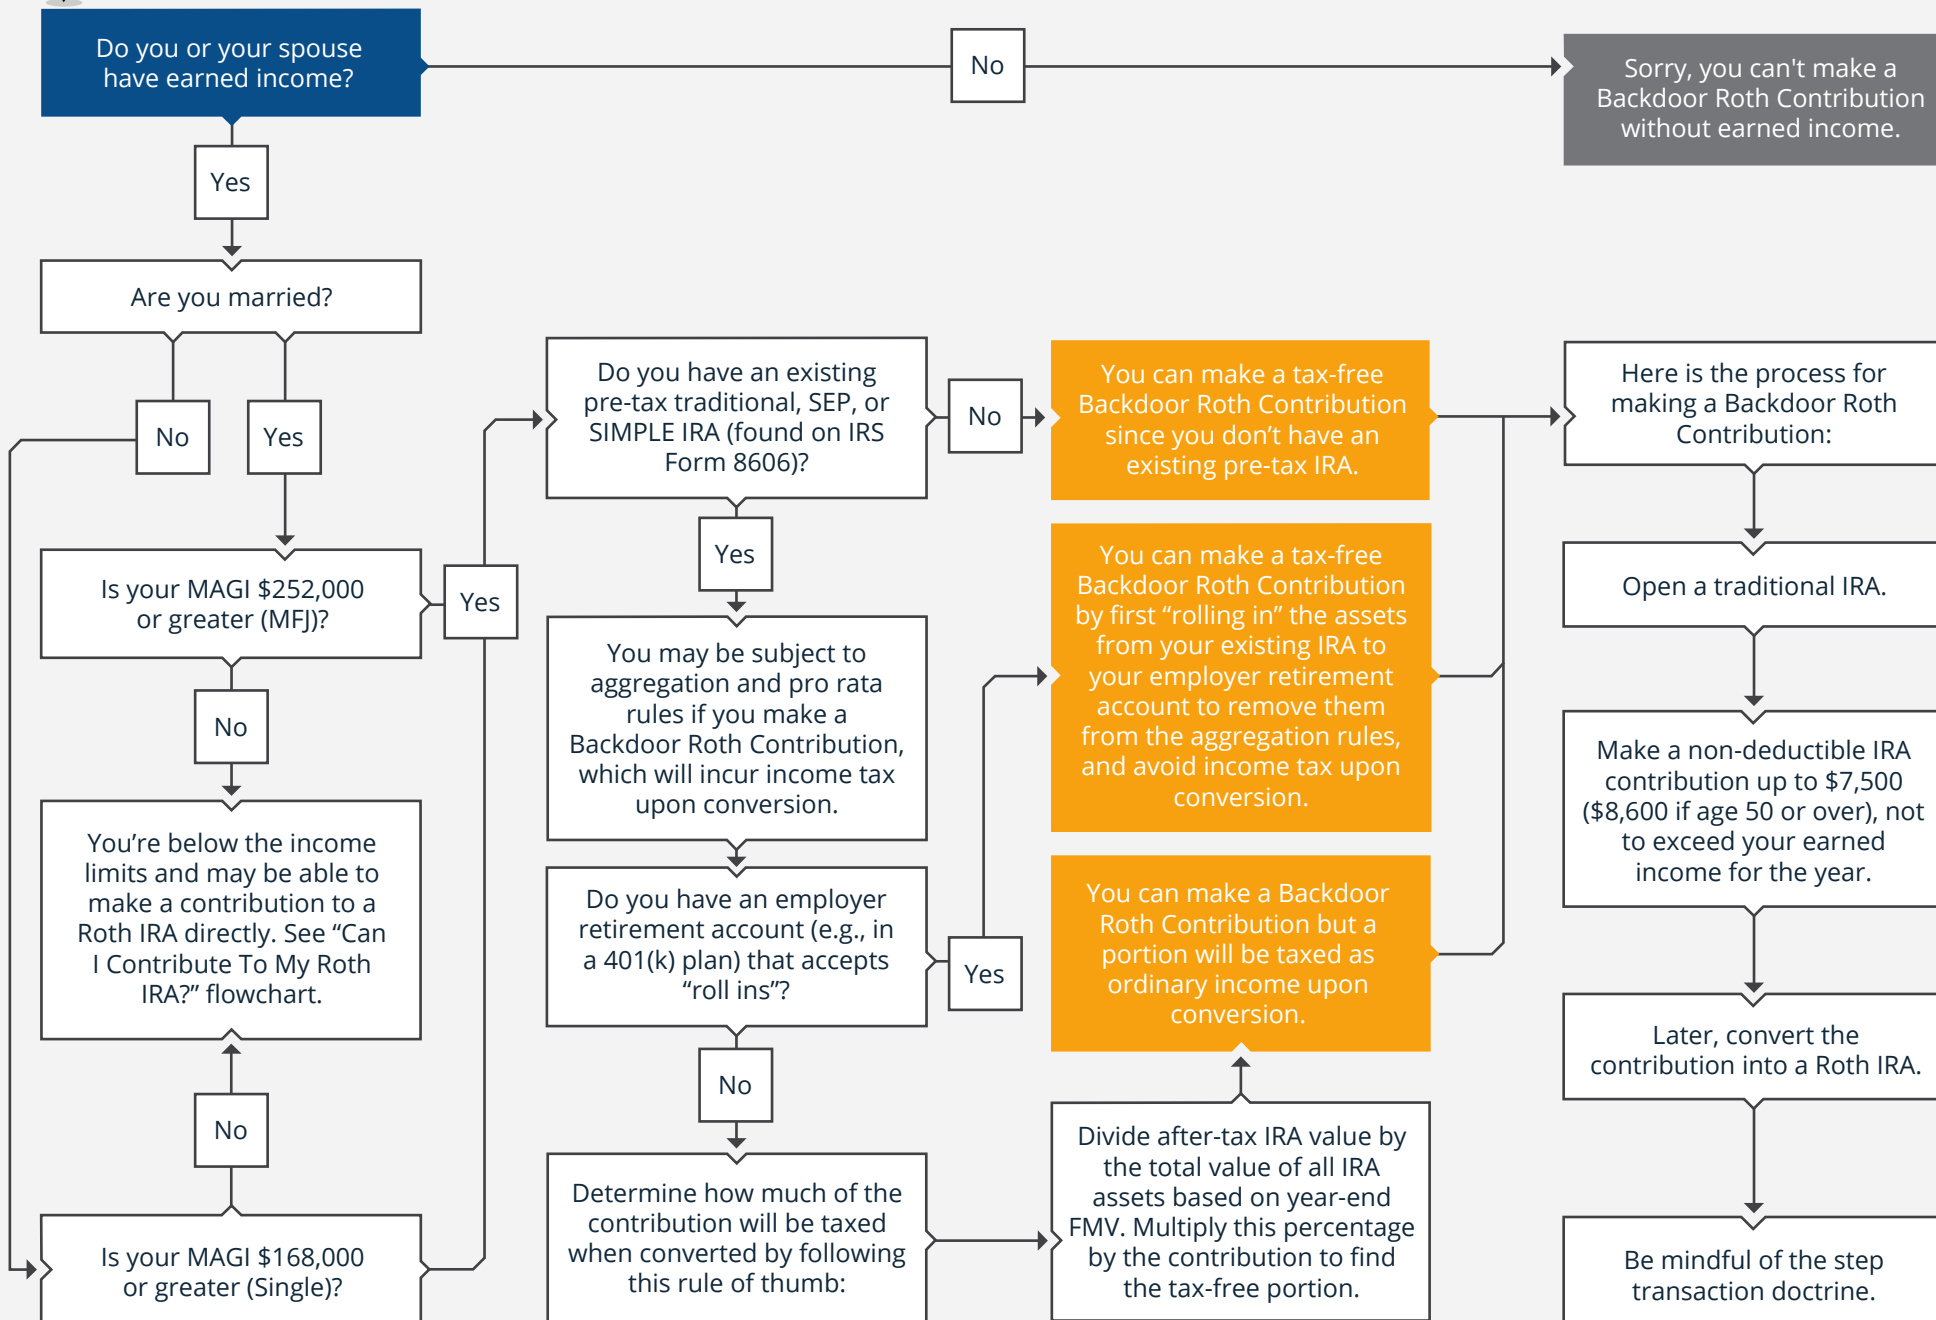 Do you or your spouse
have earned income?
No
Sorry, you can't make a
Backdoor Roth Contribution
without earned income.
Yes
Are you married?
No
Yes
Is your MAGI $252,000
or greater (MFJ)?
Yes
No
You’re below the income
limits and may be able to
make a contribution to a
Roth IRA directly. See “Can
I Contribute To My Roth
IRA?” flowchart.
No
Is your MAGI $168,000
or greater (Single)?
Do you have an existing
pre-tax traditional, SEP, or
SIMPLE IRA (found on IRS
Form 8606)?
No
Yes
You may be subject to
aggregation and pro rata
rules if you make a
Backdoor Roth Contribution,
which will incur income tax
upon conversion.
Do you have an employer
retirement account (e.g., in
a 401(k) plan) that accepts
“roll ins”?
Yes
No
Determine how much of the
contribution will be taxed
when converted by following
this rule of thumb:
You can make a tax-free
Backdoor Roth Contribution
since you don’t have an
existing pre-tax IRA.
You can make a tax-free
Backdoor Roth Contribution
by first “rolling in” the assets
from your existing IRA to
your employer retirement
account to remove them
from the aggregation rules,
and avoid income tax upon
conversion.
You can make a Backdoor
Roth Contribution but a
portion will be taxed as
ordinary income upon
conversion.
Divide after-tax IRA value by
the total value of all IRA
assets based on year-end
FMV. Multiply this percentage
by the contribution to find
the tax-free portion.
Here is the process for
making a Backdoor Roth
Contribution:
Open a traditional IRA.
Make a non-deductible IRA
contribution up to $7,500
($8,600 if age 50 or over), not
to exceed your earned
income for the year.
Later, convert the
contribution into a Roth IRA.
Be mindful of the step
transaction doctrine.